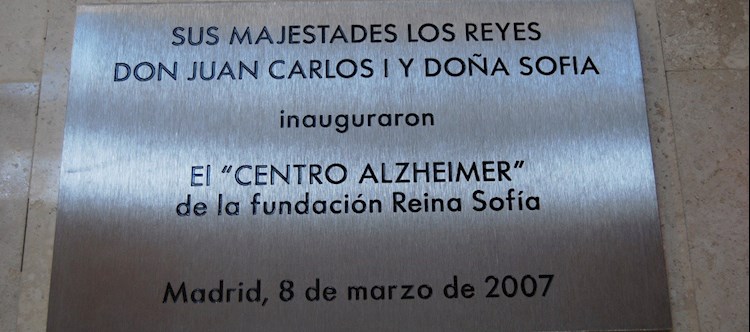 SUS MAJESTADES LOS REYES
DON JUAN CARLOS I Y DOÑA SOFIA
inauguraron
El "CENTRO ALZHEIMER"
de la fundación Reina Sofía
Madrid, 8 de marzo de 2007